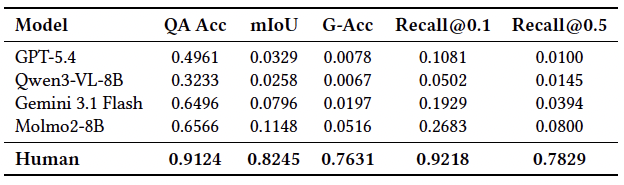 Model QA Acc mIoU G-Acc Recall@0.1 Recall@0.5
GPT-5.4 0.4961 0.0329 0.0078 0.1081 0.0100
Qwen3-VL-8B 0.3233 0.0258 0.0067 0.0502 0.0145
Gemini 3.1 Flash 0.6496 0.0796 0.0197 0.1929 0.0394
Molmo2-8B 0.6566 0.1148 0.0516 0.2683 0.0800
Human 0.9124 0.8245 0.7631 0.9218 0.7829